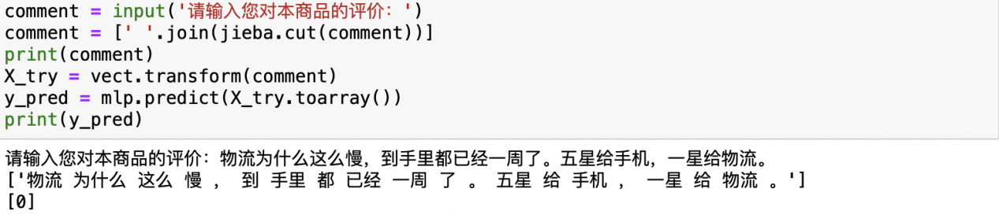 comment = input('请输入您对本商品的评价：')
comment = [' '.join(jieba.cut(comment))]
print(comment)
X_try = vect.transform(comment)
y_pred = mlp.predict(X_try.toarray())
print(y_pred)
请输入您对本商品的评价：物流为什么这么慢，到手里都已经一周了。五星给手机，一星给物流。
['物流 为什么 这么 慢 ， 到 手里 都 已经 一周 了 。 五星 给 手机 ， 一星 给 物流 。']
[0]